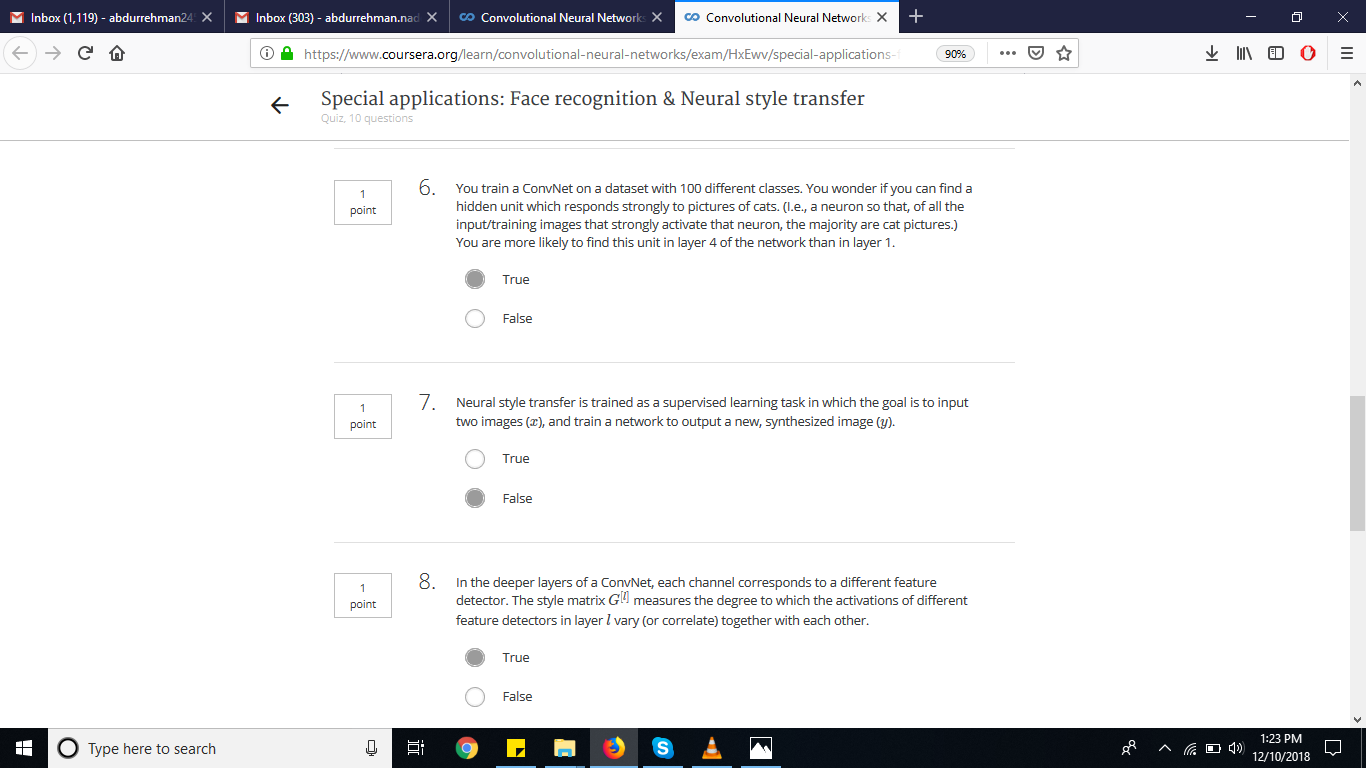 Inbox (1,119) - abdurrehman24
Inbox (303) - abdurrehman.nad
Convolutional Neural Networks
Convolutional Neural Networks
https://www.coursera.org/learn/convolutional-neural-networks/exam/HxEwv/special-applications-
90%
Special applications: Face recognition & Neural style transfer
Quiz, 10 questions
1
point
6.
You train a ConvNet on a dataset with 100 different classes. You wonder if you can find a
hidden unit which responds strongly to pictures of cats. (I.e., a neuron so that, of all the
input/training images that strongly activate that neuron, the majority are cat pictures.)
You are more likely to find this unit in layer 4 of the network than in layer 1.
True
False
1
point
7.
Neural style transfer is trained as a supervised learning task in which the goal is to input
two images (x), and train a network to output a new, synthesized image (y).
True
False
1
point
8.
In the deeper layers of a ConvNet, each channel corresponds to a different feature
detector. The style matrix G[l] measures the degree to which the activations of different
feature detectors in layer l vary (or correlate) together with each other.
True
False
Type here to search
1:23 PM
12/10/2018